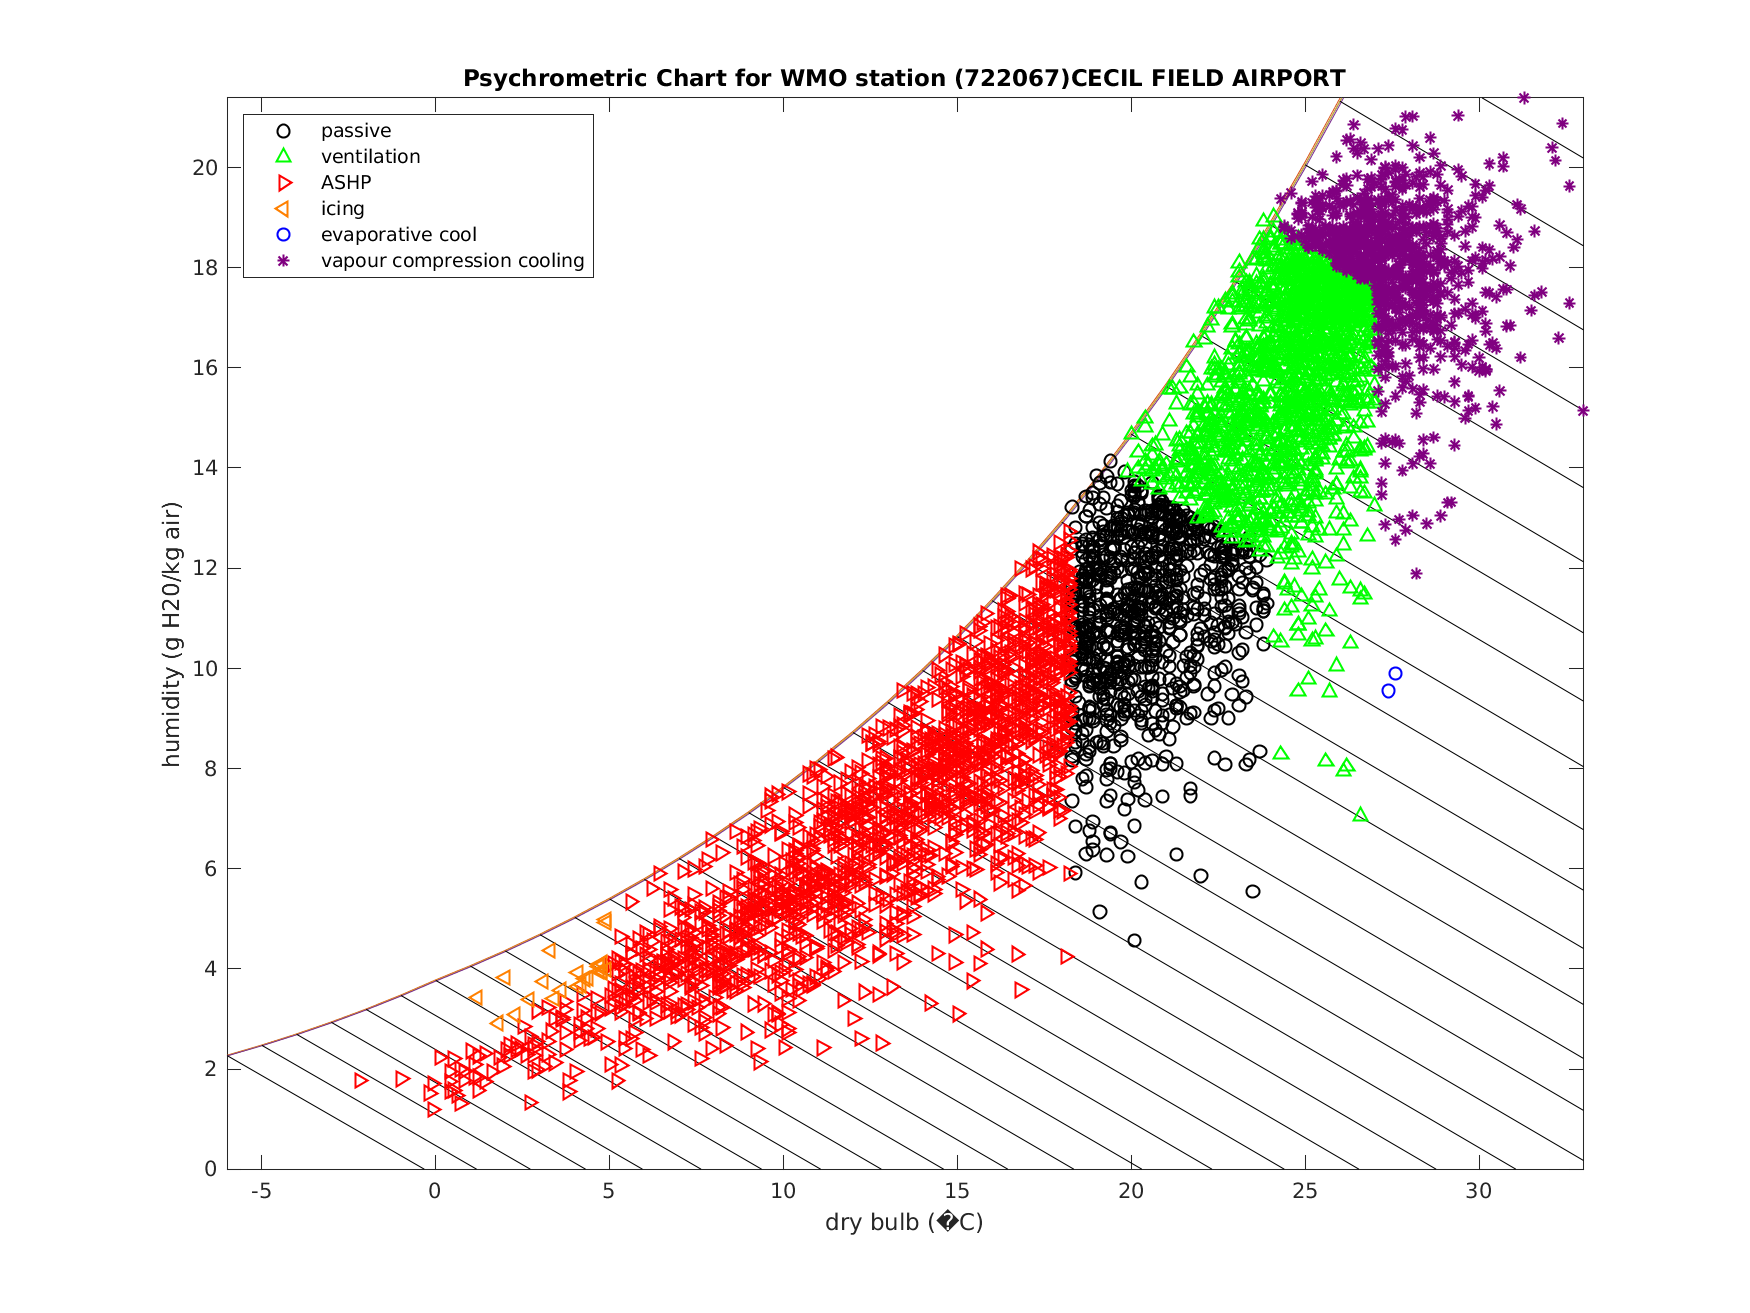 Psychrometric Chart for WMO station (722067)CECIL FIELD AIRPORT
passive
ventilation
ASHP
icing
evaporative cool
vapour compression cooling
humidity (g H20/kg air)
20
18
16
14
12
10
8
6
4
2
0
-5 0 5 10 15 20 25 30
dry bulb (�C)